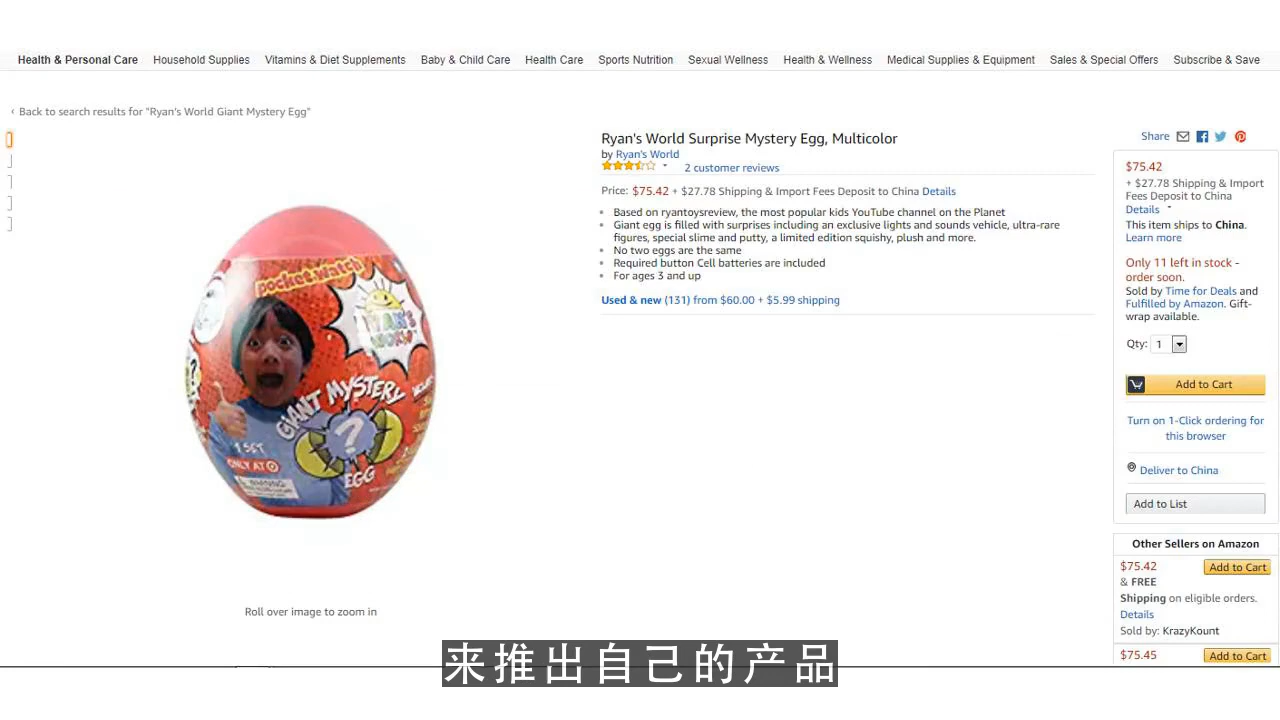 Health & Personal Care Household Supplies Vitamins & Diet Supplements Baby & Child Care Health Care Sports Nutrition Sexual Wellness Health & Wellness Medical Supplies & Equipment Sales & Special Offers Subscribe & Save
‹ Back to search results for "Ryan's World Giant Mystery Egg"
pocket.watch
RYAN'S
WORLD
GIANT MYSTERY
?
EGG
1 SET
ONLY AT
WARNING
Roll over image to zoom in
Ryan's World Surprise Mystery Egg, Multicolor
by Ryan's World
2 customer reviews
Price: $75.42 + $27.78 Shipping & Import Fees Deposit to China Details
Based on ryantoysreview, the most popular kids YouTube channel on the Planet
Giant egg is filled with surprises including an exclusive lights and sounds vehicle, ultra-rare
figures, special slime and putty, a limited edition squishy, plush and more.
No two eggs are the same
Required button Cell batteries are included
For ages 3 and up
Used & new (131) from $60.00 + $5.99 shipping
Share
$75.42
+ $27.78 Shipping & Import
Fees Deposit to China
Details
This item ships to China.
Learn more
Only 11 left in stock -
order soon.
Sold by Time for Deals and
Fulfilled by Amazon. Gift-
wrap available.
Qty: 1
Add to Cart
Turn on 1-Click ordering for
this browser
Deliver to China
Add to List
Other Sellers on Amazon
$75.42 Add to Cart
& FREE
Shipping on eligible orders.
Details
Sold by: KrazyKount
$75.45 Add to Cart
来推出自己的产品